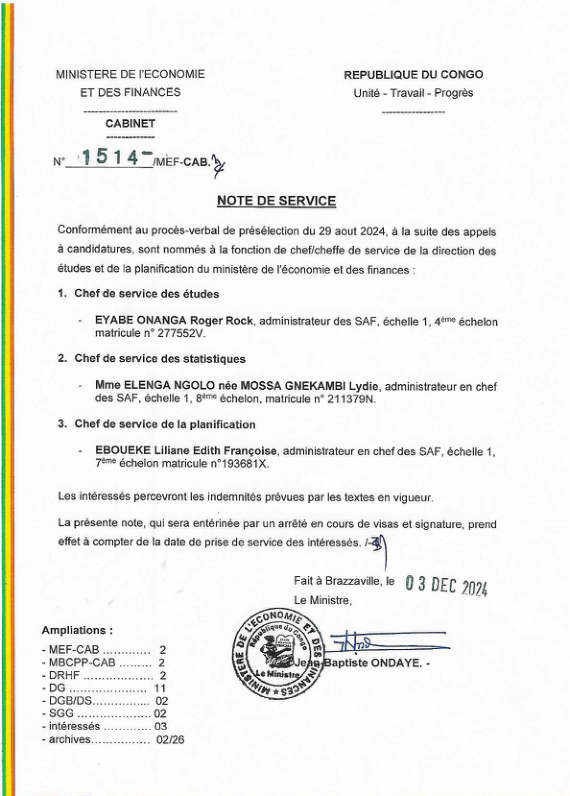 MINISTERE DE l'ECONOMIE
ET DES FINANCES
------------------------
CABINET
-------------
N° 1514-/MEF-CAB.
REPUBLIQUE DU CONGO
Unité - Travail - Progrès
-----------------
NOTE DE SERVICE
Conformément au procès-verbal de présélection du 29 aout 2024, à la suite des appels
à candidatures, sont nommés à la fonction de chef/cheffe de service de la direction des
études et de la planification du ministère de l'économie et des finances :
1. Chef de service des études
- EYABE ONANGA Roger Rock, administrateur des SAF, échelle 1, 4ème échelon
matricule n° 277552V.
2. Chef de service des statistiques
- Mme ELENGA NGOLO née MOSSA GNEKAMBI Lydie, administrateur en chef
des SAF, échelle 1, 8ème échelon, matricule n° 211379N.
3. Chef de service de la planification
- EBOUEKE Liliane Edith Françoise, administrateur en chef des SAF, échelle 1,
7ème échelon matricule n°193681X.
Les intéressés percevront les indemnités prévues par les textes en vigueur.
La présente note, qui sera entérinée par un arrêté en cours de visas et signature, prend
effet à compter de la date de prise de service des intéressés. /-
Fait à Brazzaville, le 03 DEC 2024
Le Ministre,
MINISTERE DE L'ECONOMIE ET DES FINANCES
République du Congo
Le Ministre
Jean-Baptiste ONDAYE. -
Ampliations :
- MEF-CAB ............. 2
- MBCPP-CAB ......... 2
- DRHF ................... 2
- DG ...................... 11
- DGB/DS................ 02
- SGG .................... 02
- intéressés ............. 03
- archives................ 02/26